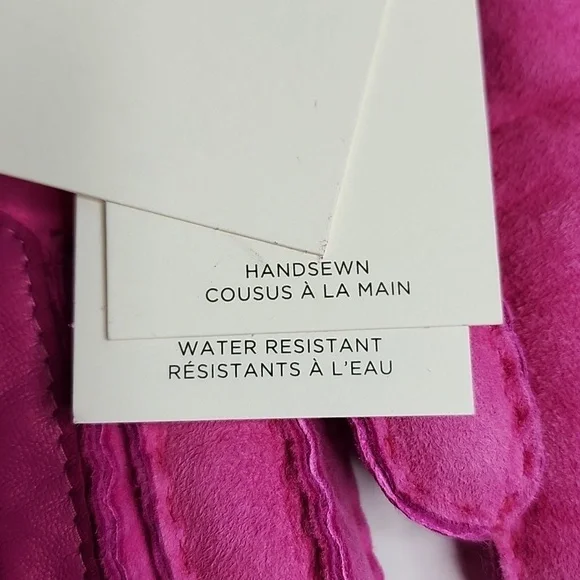 HANDSEWN
COUSUS À LA MAIN
WATER RESISTANT
RÉSISTANTS À L'EAU